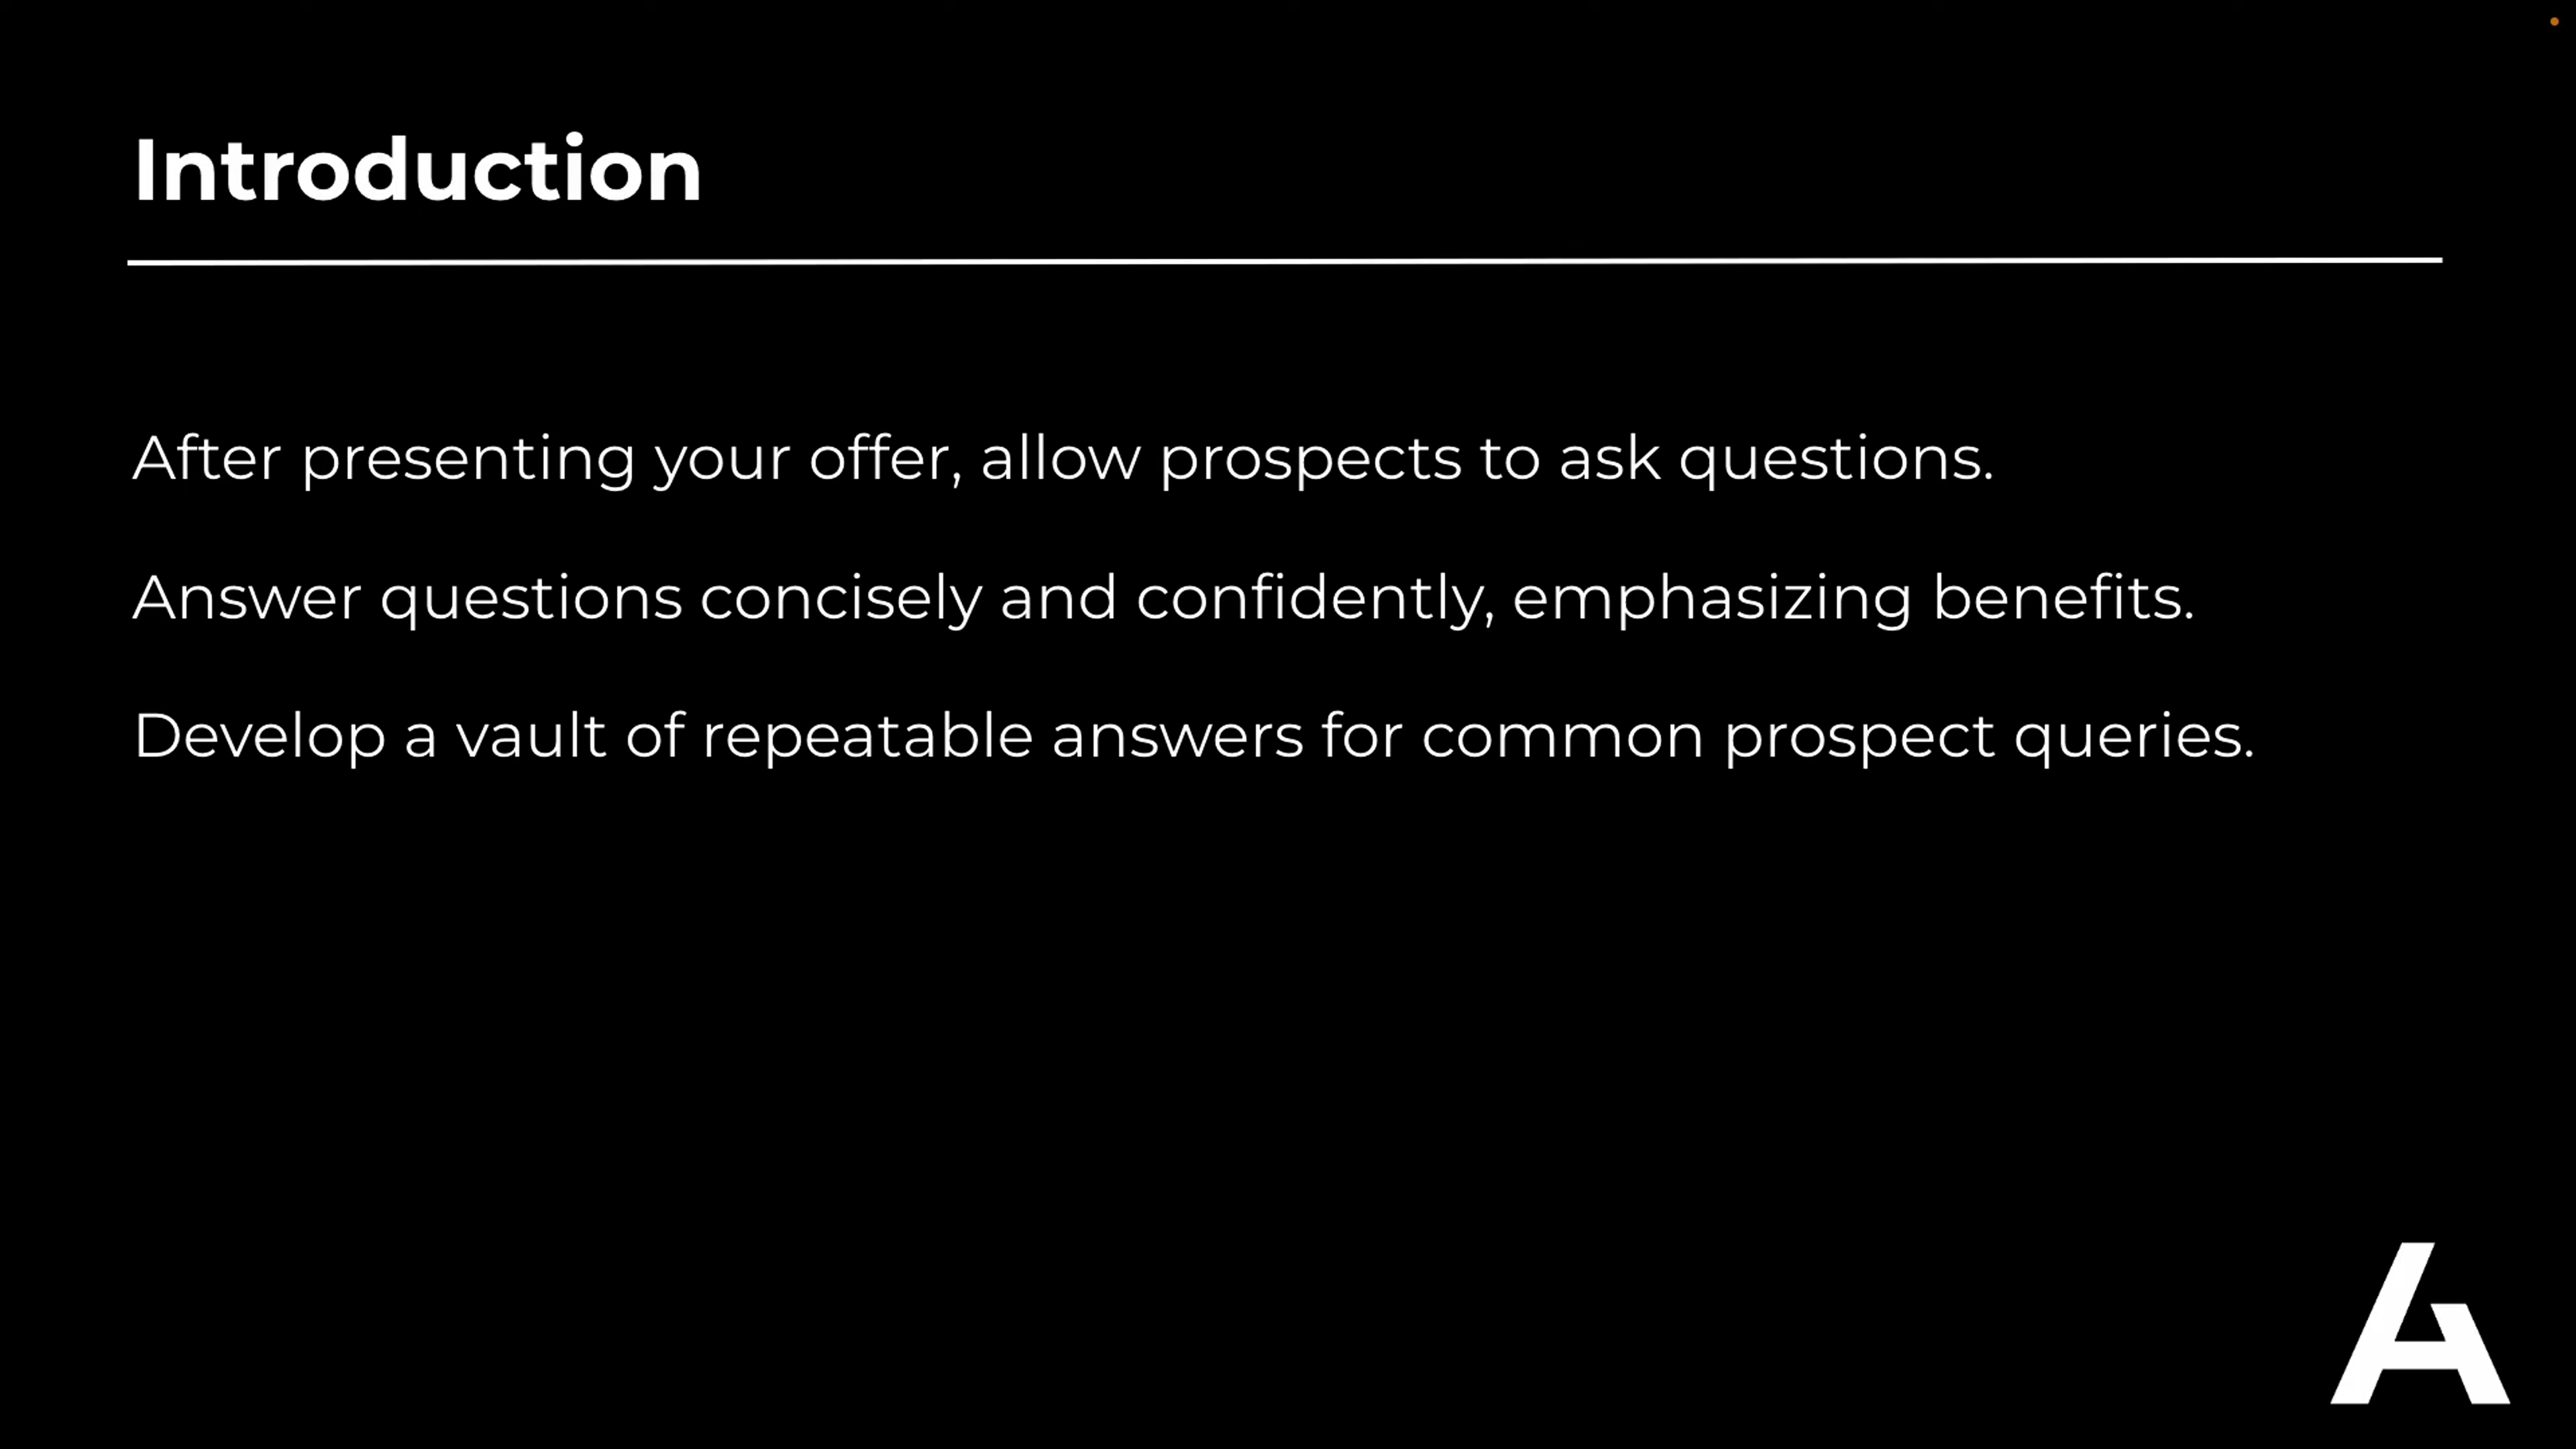 Introduction
After presenting your offer, allow prospects to ask questions.
Answer questions concisely and confidently, emphasizing benefits.
Develop a vault of repeatable answers for common prospect queries.